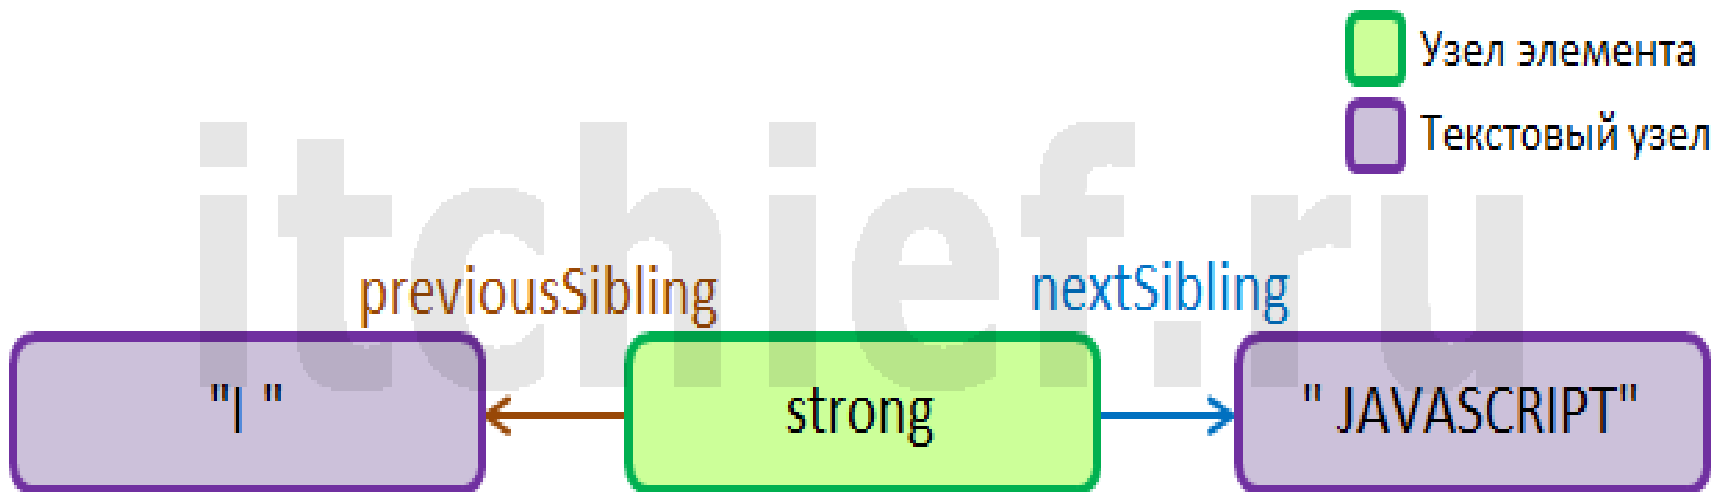 Узел элемента
Текстовый узел
itchief.ru
previousSibling
nextSibling
"I "
strong
" JAVASCRIPT"